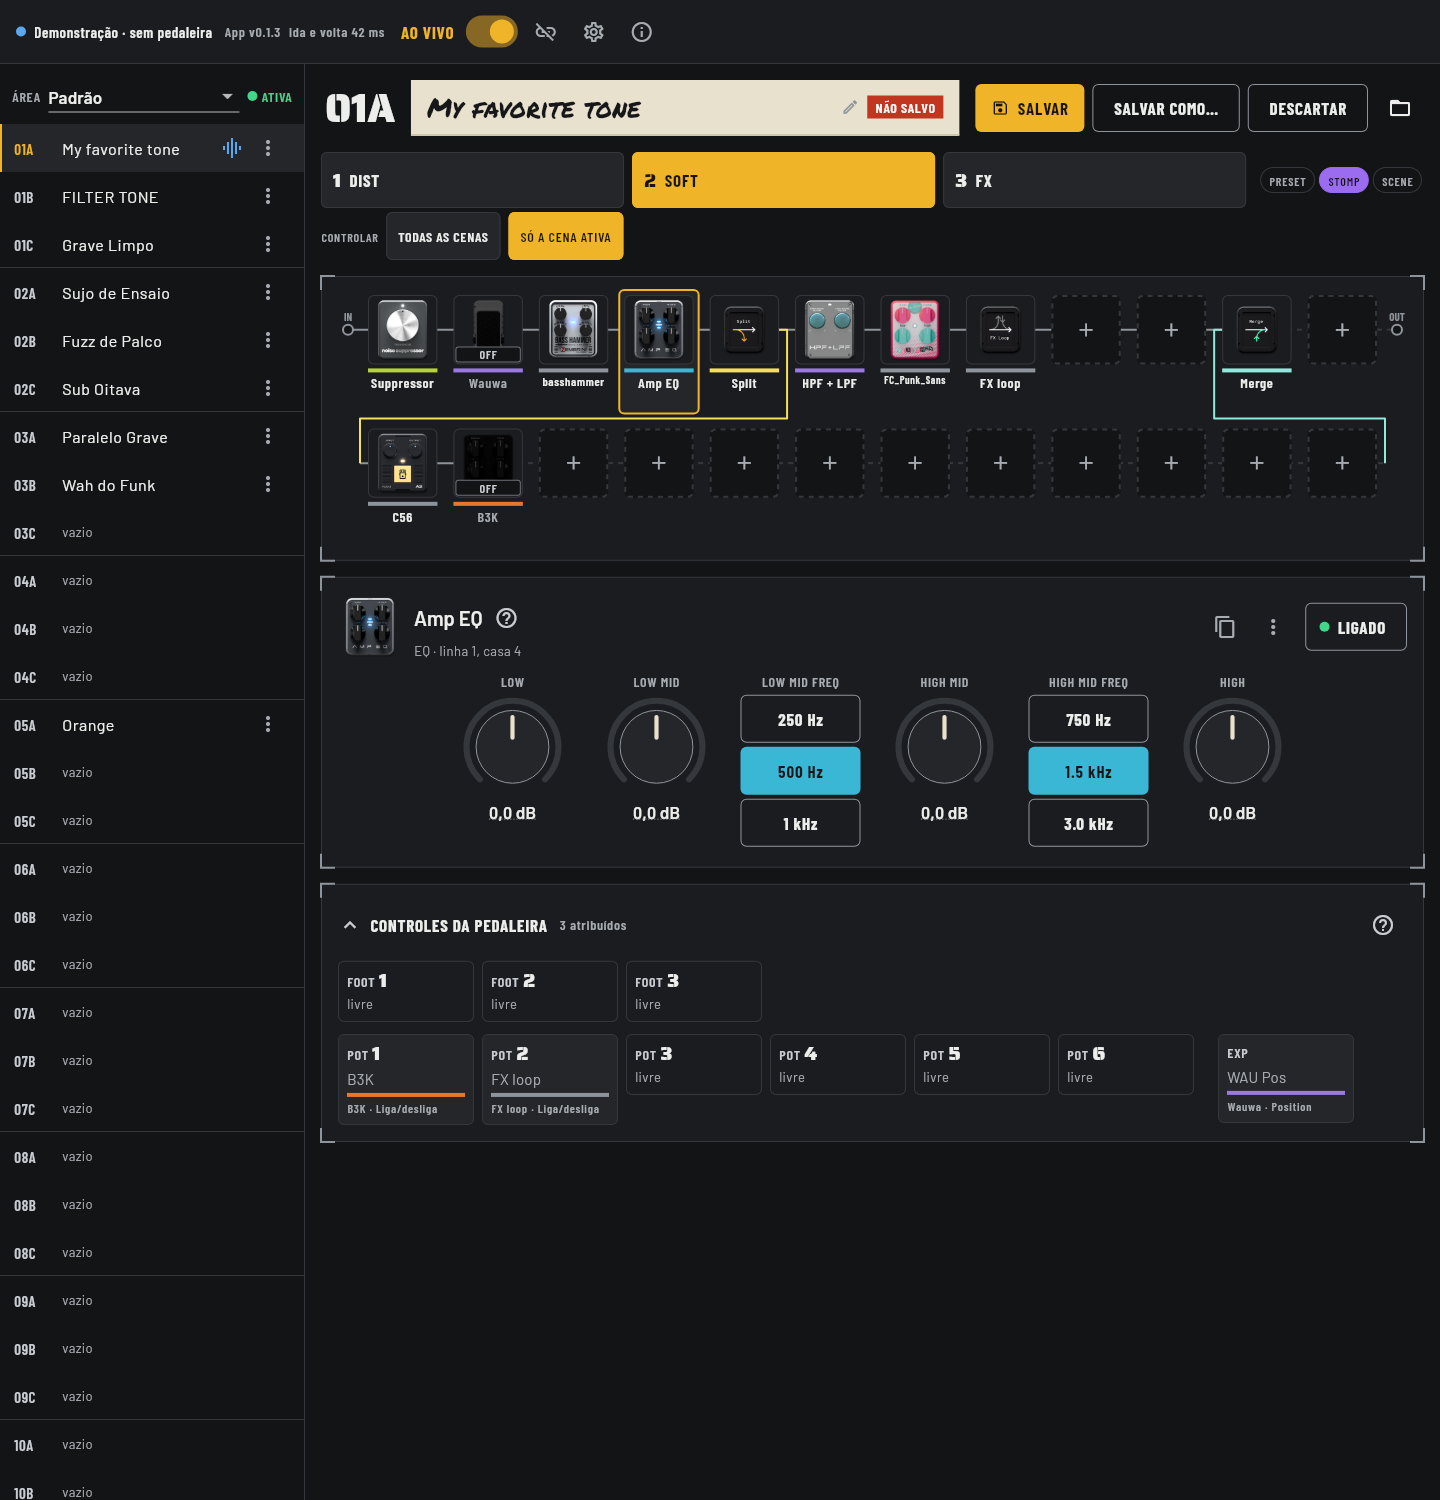 Demonstração · sem pedaleira App v0.1.3 Ida e volta 42 ms AO VIVO
ÁREA Padrão ATIVA
01A My favorite tone
01B FILTER TONE
01C Grave Limpo
02A Sujo de Ensaio
02B Fuzz de Palco
02C Sub Oitava
03A Paralelo Grave
03B Wah do Funk
03C vazio
04A vazio
04B vazio
04C vazio
05A Orange
05B vazio
05C vazio
06A vazio
06B vazio
06C vazio
07A vazio
07B vazio
07C vazio
08A vazio
08B vazio
08C vazio
09A vazio
09B vazio
09C vazio
10A vazio
10B vazio
01A My favorite tone NÃO SALVO SALVAR SALVAR COMO... DESCARTAR
1 DIST 2 SOFT 3 FX PRESET STOMP SCENE
CONTROLAR TODAS AS CENAS SÓ A CENA ATIVA
IN OUT
OFF
Suppressor Wauwa basshammer Amp EQ Split HPF + LPF FC_Punk_Sans FX loop Merge
OFF
C56 B3K
Amp EQ
EQ · linha 1, casa 4
LIGADO
LOW LOW MID LOW MID FREQ HIGH MID HIGH MID FREQ HIGH
250 Hz 750 Hz
500 Hz 1.5 kHz
1 kHz 3.0 kHz
0,0 dB 0,0 dB 0,0 dB 0,0 dB
CONTROLES DA PEDALEIRA 3 atribuídos
FOOT 1 FOOT 2 FOOT 3
livre livre livre
POT 1 POT 2 POT 3 POT 4 POT 5 POT 6 EXP
B3K FX loop livre livre livre livre WAU Pos
B3K · Liga/desliga FX loop · Liga/desliga Wauwa · Position